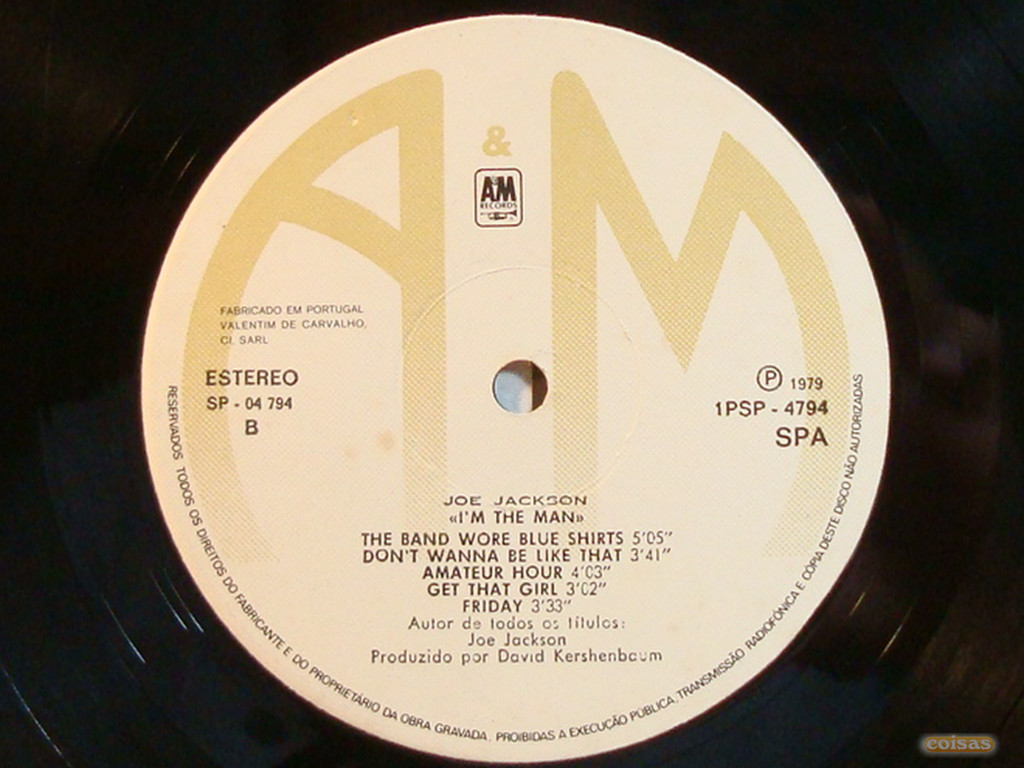 A & M
AM
RECORDS
FABRICADO EM PORTUGAL
VALENTIM DE CARVALHO,
CI. SARL
ESTEREO
SP - 04 794
B
Ⓟ 1979
1PSP - 4794
SPA
JOE JACKSON
«I'M THE MAN»
THE BAND WORE BLUE SHIRTS 5'05"
DON'T WANNA BE LIKE THAT 3'41"
AMATEUR HOUR 4'03"
GET THAT GIRL 3'02"
FRIDAY 3'33"
Autor de todos os títulos:
Joe Jackson
Produzido por David Kershenbaum
RESERVADOS TODOS OS DIREITOS DO FABRICANTE E DO PROPRIETÁRIO DA OBRA GRAVADA. PROIBIDAS A EXECUÇÃO PÚBLICA, TRANSMISSÃO RADIOFÓNICA E CÓPIA DESTE DISCO NÃO AUTORIZADAS
coisas